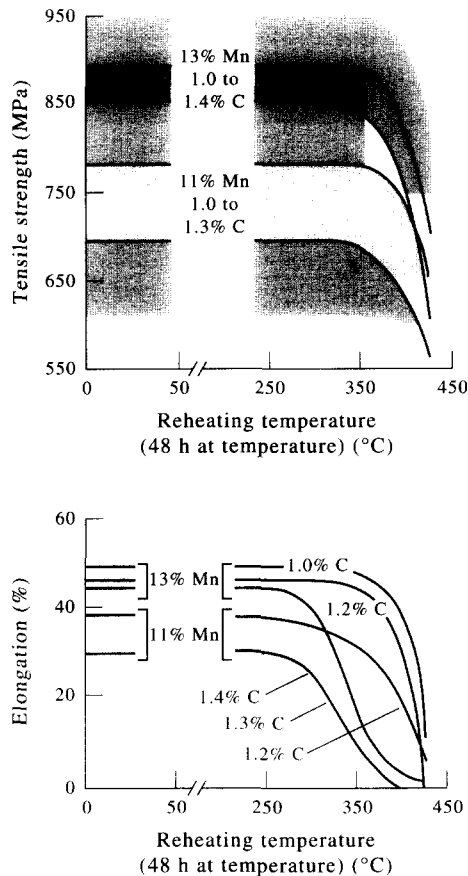 950
850
750
650
550
Tensile strength (MPa)
13% Mn
1.0 to
1.4% C
11% Mn
1.0 to
1.3% C
0
50
250
350
450
Reheating temperature
(48 h at temperature) (°C)
60
40
20
0
Elongation (%)
13% Mn
11% Mn
1.0% C
1.2% C
1.4% C
1.3% C
1.2% C
0
50
250
350
450
Reheating temperature
(48 h at temperature) (°C)